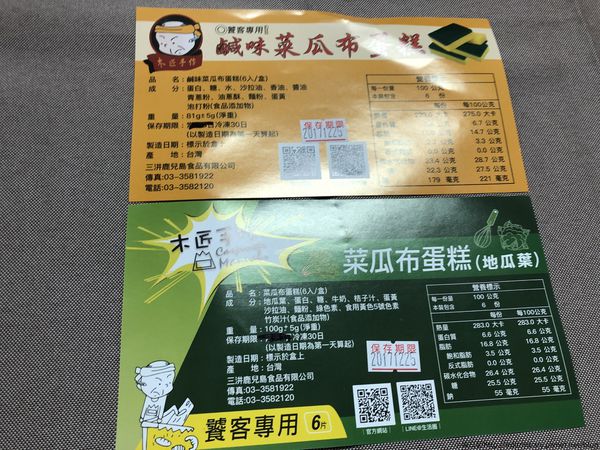 饕客專用
鹹味菜瓜布蛋糕
木匠手作
品 名：鹹味菜瓜布蛋糕(6入/盒)
成 分：蛋白、糖、水、沙拉油、香油、醬油
青蔥粉、油蔥酥、麵粉、蛋黃
泡打粉(食品添加物)
重 量：81g±5g(淨重)
保存期限：冷凍30日
(以製造日期為第一天算起)
製造日期：標示於盒上
產 地：台灣
三洪鹿兒島食品有限公司
傳真:03-3581922
電話:03-3582120
保存期限
20171225
每一份量 100 公克
本包裝含 6 份
每份 每100公克
275.0 大卡
6.7 公克
14.7 公克
3.3 公克
0.0 公克 0.0 公克
28.7 公克
22.3 公克 27.5 公克
179 毫克 221 毫克
木匠手
菜瓜布蛋糕(地瓜葉)
品 名：菜瓜布蛋糕(6入/盒)
成 分：地瓜葉、蛋白、糖、牛奶、桔子汁、蛋黃
沙拉油、麵粉、綠色素、食用黃色5號色素
竹炭汁(食品添加物)
重 量：100g±5g(淨重)
冷凍30日
(以製造日期為第一天算起)
製造日期：標示於盒上
產 地：台灣
三洪鹿兒島食品有限公司
傳真:03-3581922
電話:03-3582120
保存期限
20171225
營養標示
每一份量 100 公克
本包裝含 6 份
每份 每100公克
熱量 283.0 大卡 283.0 大卡
蛋白質 6.6 公克 6.6 公克
脂肪 16.8 公克 16.8 公克
飽和脂肪 3.5 公克 3.5 公克
反式脂肪 0.0 公克 0.0 公克
碳水化合物 26.4 公克 26.4 公克
糖 25.5 公克 25.5 公克
鈉 55 毫克 55 毫克
饕客專用 6片
官方網站
LINE@生活圈